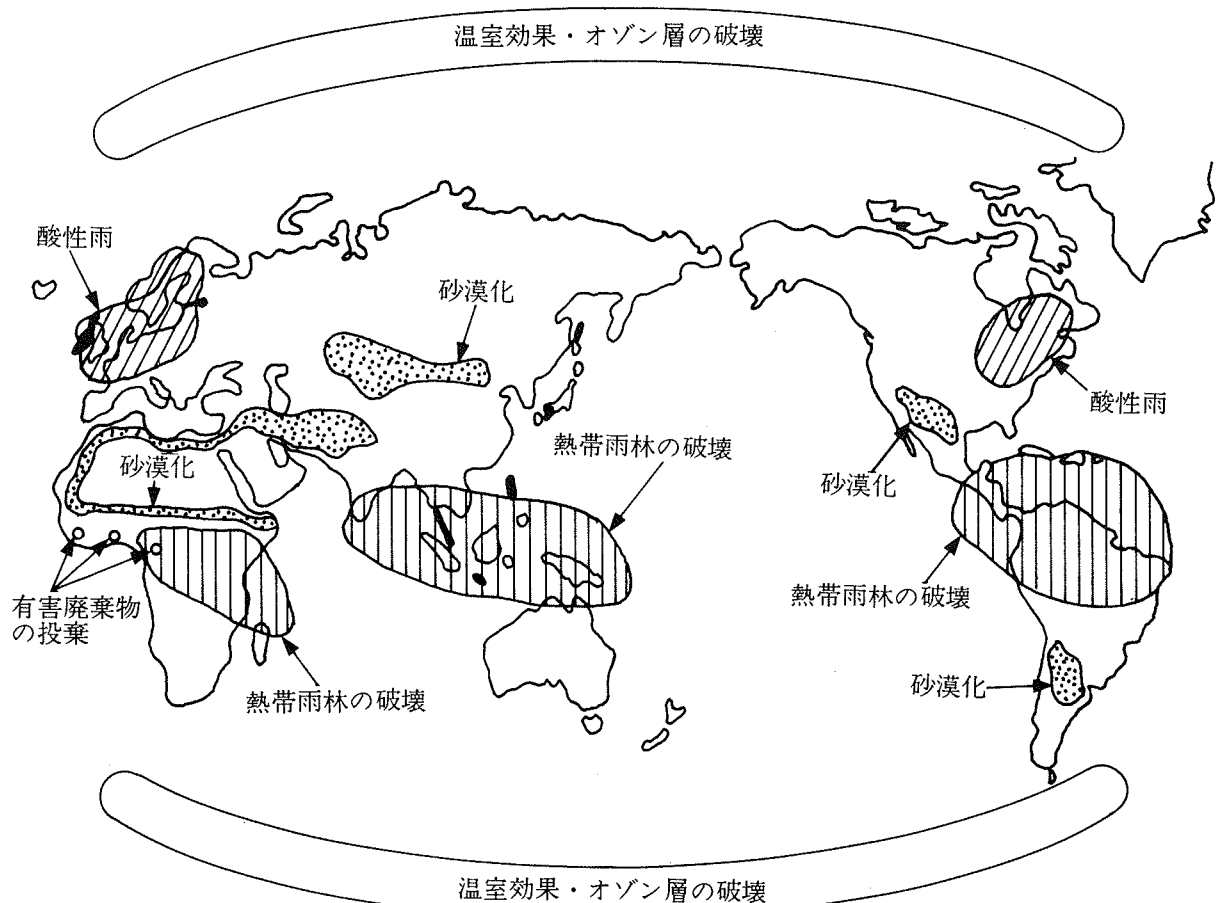 温室効果・オゾン層の破壊
酸性雨
砂漠化
酸性雨
熱帯雨林の破壊
砂漠化
砂漠化
有害廃棄物
の投棄
熱帯雨林の破壊
熱帯雨林の破壊
砂漠化
温室効果・オゾン層の破壊